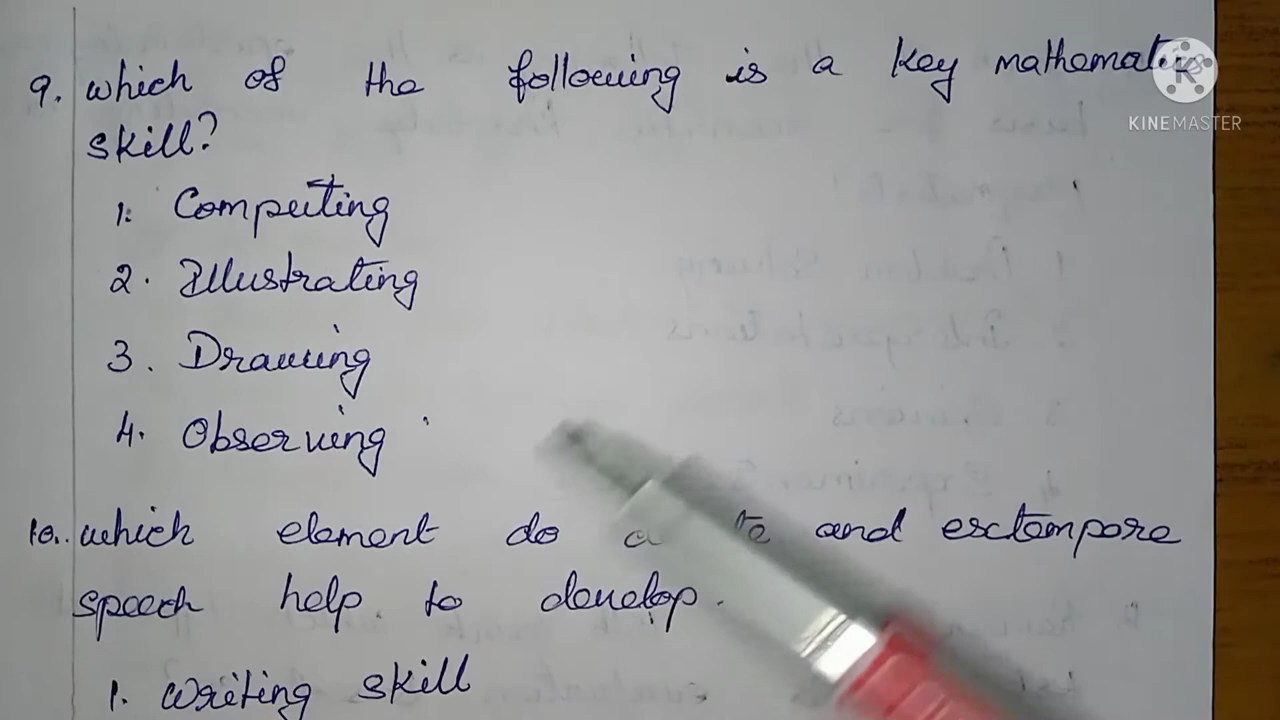 9. which of the following is a key mathematics
skill?
1. Computing
2. Illustrating
3. Drawing
4. Observing
10. which element do and extempore
speech help to develop.
1. Writing skill
KINEMASTER